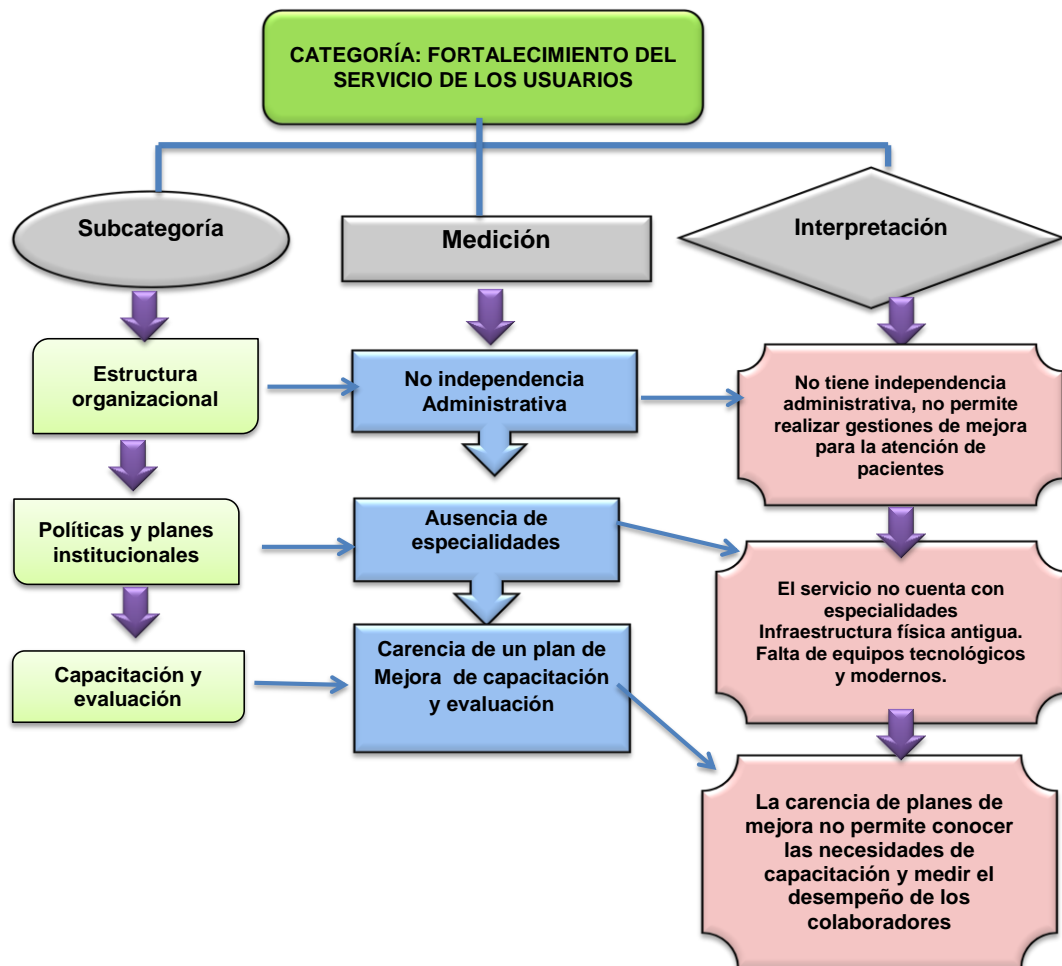 CATEGORÍA: FORTALECIMIENTO DEL
SERVICIO DE LOS USUARIOS
Subcategoría
Medición
Interpretación
Estructura
organizacional
No independencia
Administrativa
No tiene independencia
administrativa, no permite
realizar gestiones de mejora
para la atención de
pacientes
Políticas y planes
institucionales
Ausencia de
especialidades
El servicio no cuenta con
especialidades
Infraestructura física antigua.
Falta de equipos tecnológicos
y modernos.
Capacitación y
evaluación
Carencia de un plan de
Mejora de capacitación
y evaluación
La carencia de planes de
mejora no permite conocer
las necesidades de
capacitación y medir el
desempeño de los
colaboradores